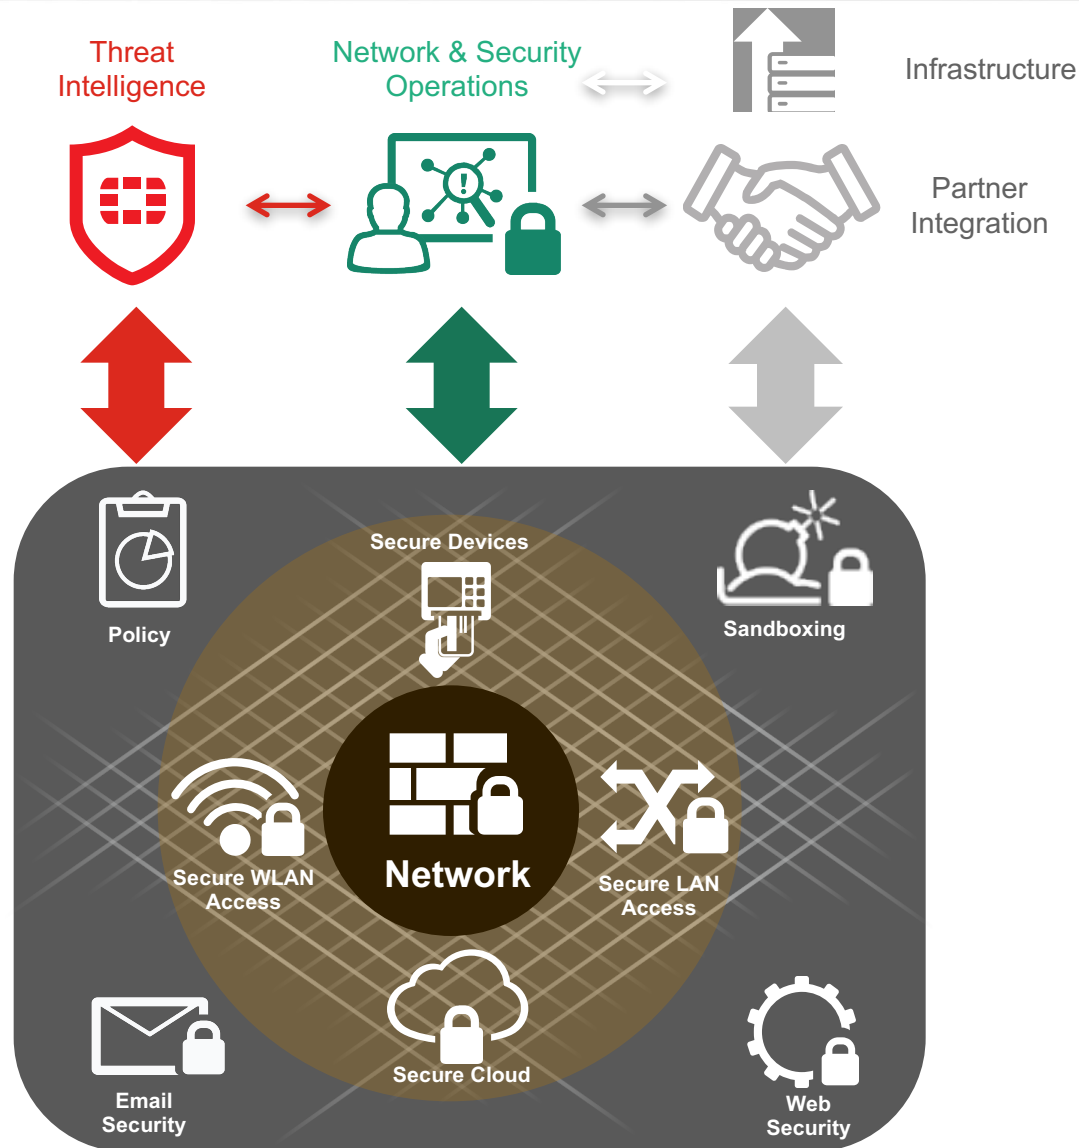 Threat
Intelligence
Network & Security
Operations
Infrastructure
Partner
Integration
Secure Devices
Policy
Sandboxing
Network
Secure WLAN
Access
Secure LAN
Access
Secure Cloud
Email
Security
Web
Security